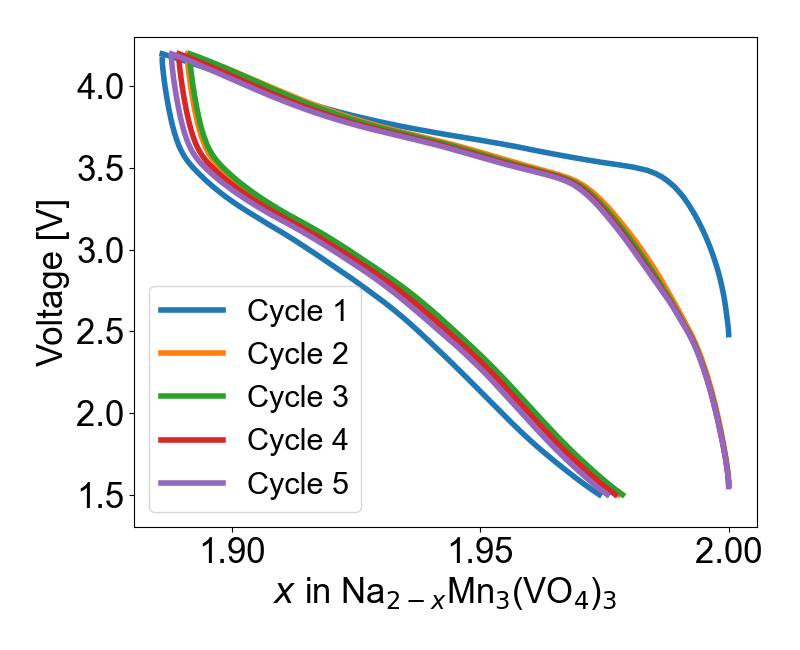 4.0
3.5
3.0
2.5
2.0
1.5
Voltage [V]
Cycle 1
Cycle 2
Cycle 3
Cycle 4
Cycle 5
1.90 1.95 2.00
x in Na₂₋ₓMn₃(VO₄)₃